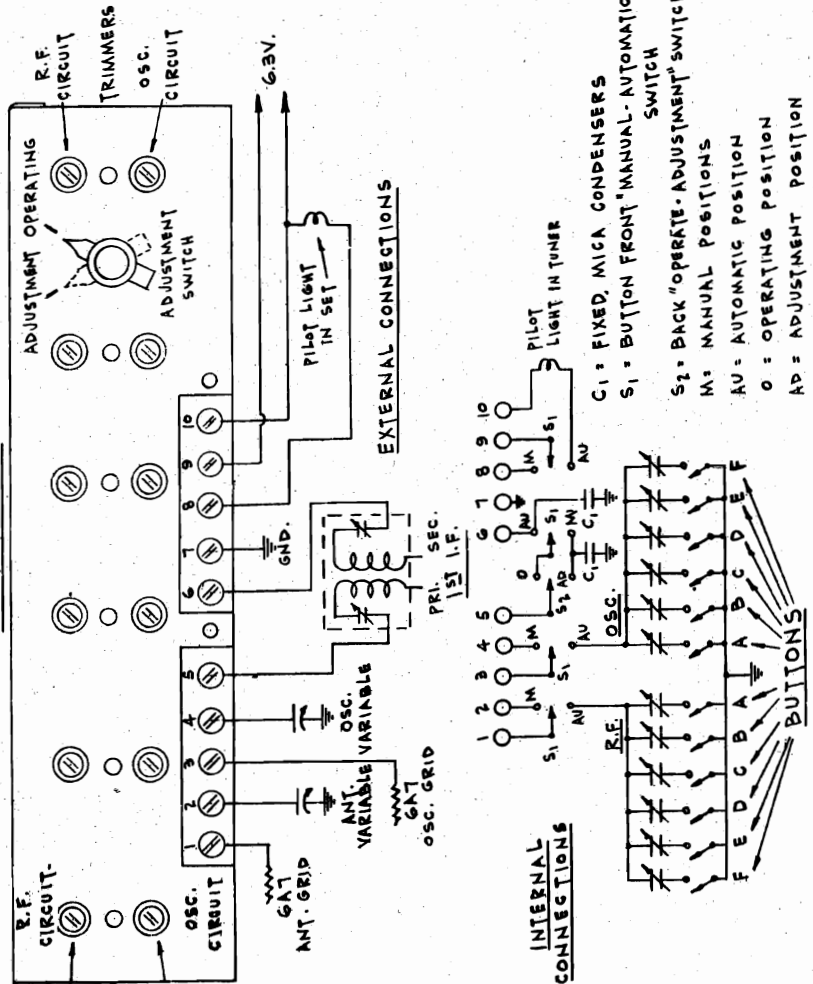 R.F.
CIRCUIT
TRIMMERS
OSC.
CIRCUIT
ADJUSTMENT OPERATING
ADJUSTMENT
SWITCH
R.F.
CIRCUIT-
OSC.
CIRCUIT
1 2 3 4 5 6 7 8 9 10
6.3V.
PILOT LIGHT
IN SET
GND.
6A7
ANT. GRID
ANT.
VARIABLE
OSC.
VARIABLE
6A7
OSC. GRID
PRI. SEC.
1ST I.F.
EXTERNAL CONNECTIONS
INTERNAL
CONNECTIONS
1 2 3 4 5 6 7 8 9 10
PILOT
LIGHT IN TUNER
S1 M AU
S1 M AU
S2 O AD
AU S1 M
C1 C1
M S1 AU
R.F. OSC.
F E D C B A A B C D E F
BUTTONS
C1 = FIXED, MICA CONDENSERS
S1 = BUTTON FRONT "MANUAL-AUTOMATIC
SWITCH
S2 = BACK "OPERATE-ADJUSTMENT" SWITCH
M = MANUAL POSITIONS
AU = AUTOMATIC POSITION
O = OPERATING POSITION
AD = ADJUSTMENT POSITION